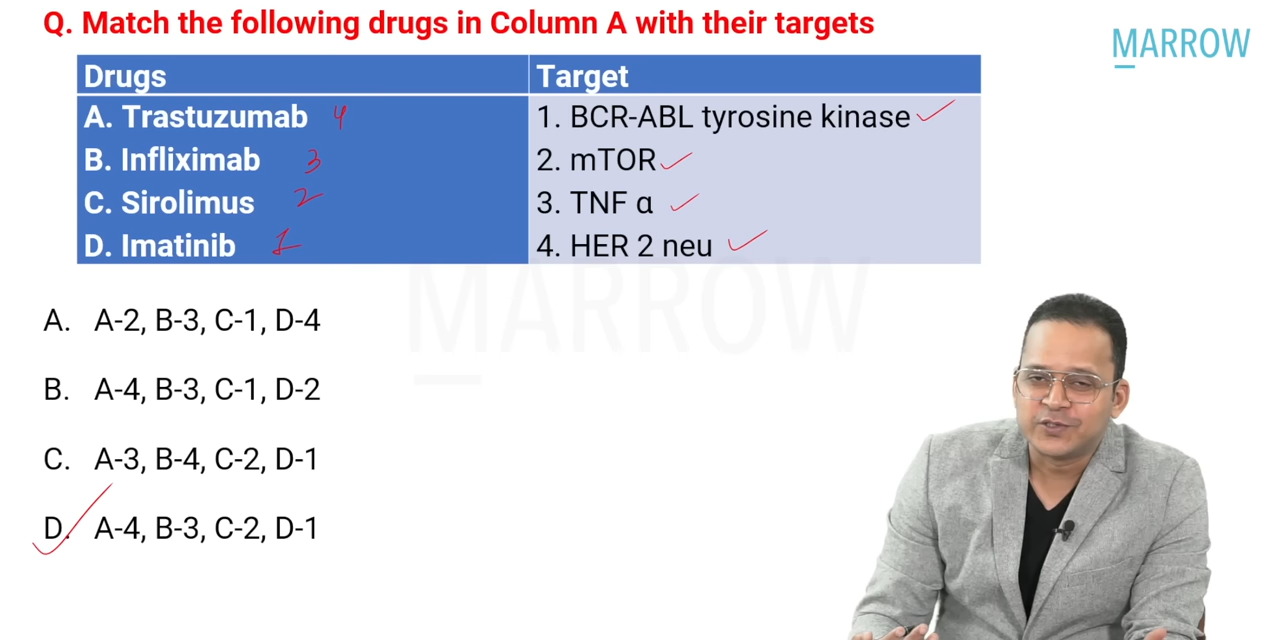 Q. Match the following drugs in Column A with their targets
MARROW
Drugs Target
A. Trastuzumab 4 1. BCR-ABL tyrosine kinase
B. Infliximab 3 2. mTOR
C. Sirolimus 2 3. TNF α
D. Imatinib 1 4. HER 2 neu
MARROW
A. A-2, B-3, C-1, D-4
B. A-4, B-3, C-1, D-2
C. A-3, B-4, C-2, D-1
D. A-4, B-3, C-2, D-1